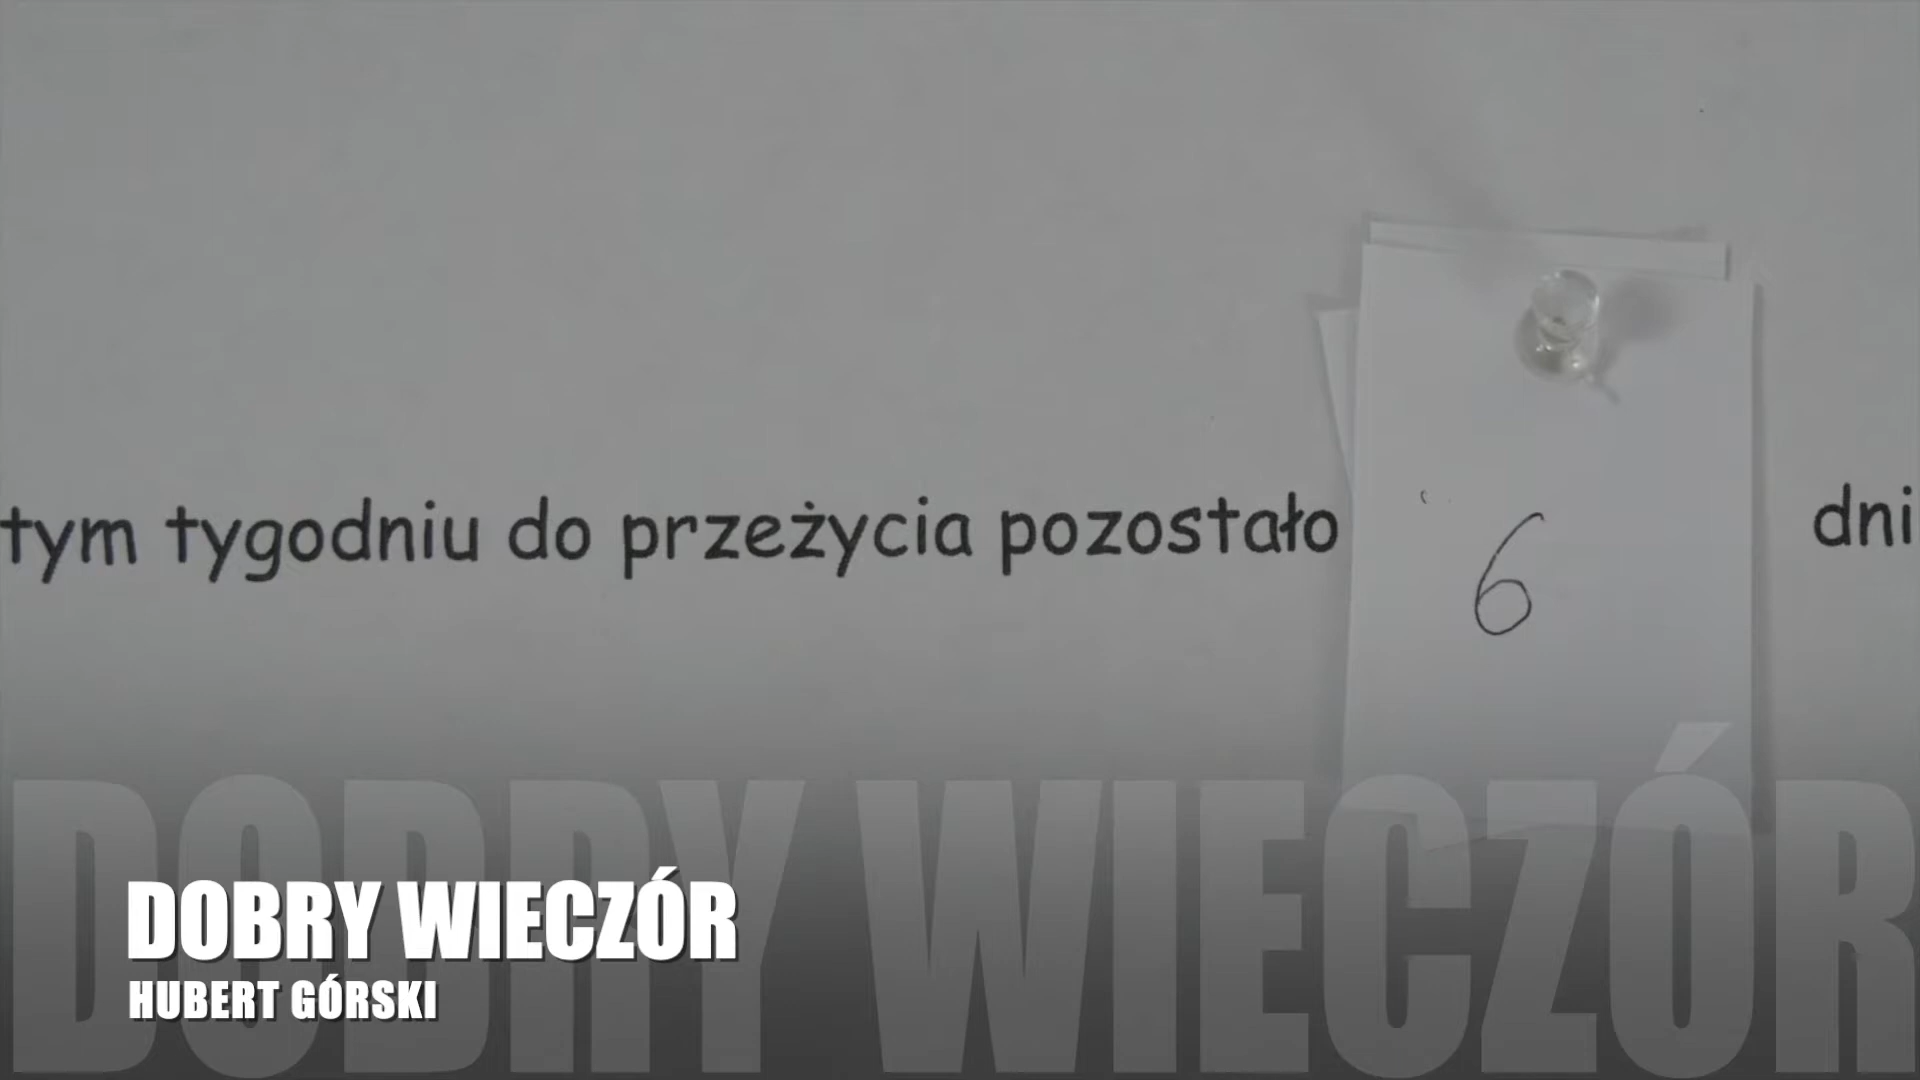 tym tygodniu do przeżycia pozostało 6 dni
DOBRY WIECZÓR
DOBRY WIECZÓR
HUBERT GÓRSKI